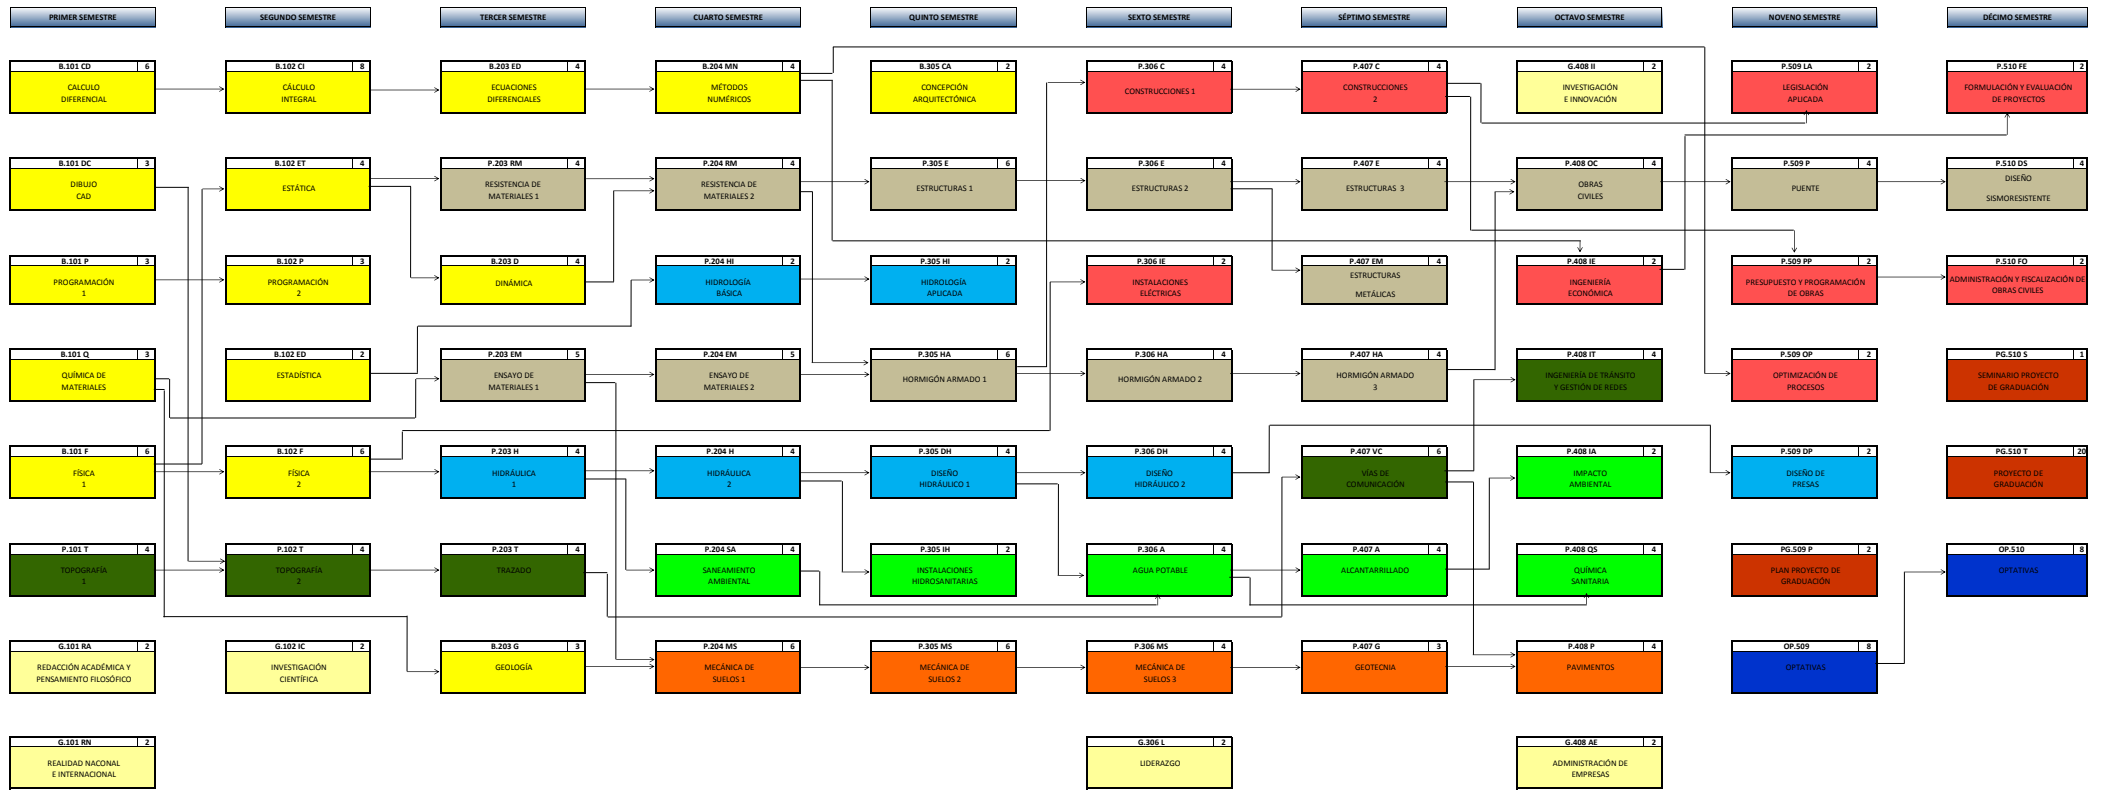 PRIMER SEMESTRE SEGUNDO SEMESTRE TERCER SEMESTRE CUARTO SEMESTRE QUINTO SEMESTRE SEXTO SEMESTRE SÉPTIMO SEMESTRE OCTAVO SEMESTRE NOVENO SEMESTRE DÉCIMO SEMESTRE
B.101 CD 6
CALCULO
DIFERENCIAL
B.102 CI 8
CÁLCULO
INTEGRAL
B.203 ED 4
ECUACIONES
DIFERENCIALES
B.204 MN 4
MÉTODOS
NUMÉRICOS
B.305 CA 2
CONCEPCIÓN
ARQUITECTÓNICA
P.306 C 4
CONSTRUCCIONES 1
P.407 C 4
CONSTRUCCIONES
2
G.408 II 2
INVESTIGACIÓN
E INNOVACIÓN
P.509 LA 2
LEGISLACIÓN
APLICADA
P.510 FE 2
FORMULACIÓN Y EVALUACIÓN
DE PROYECTOS
B.101 DC 3
DIBUJO
CAD
B.102 ET 4
ESTÁTICA
P.203 RM 4
RESISTENCIA DE
MATERIALES 1
P.204 RM 4
RESISTENCIA DE
MATERIALES 2
P.305 E 6
ESTRUCTURAS 1
P.306 E 4
ESTRUCTURAS 2
P.407 E 4
ESTRUCTURAS 3
P.408 OC 4
OBRAS
CIVILES
P.509 P 4
PUENTE
P.510 DS 4
DISEÑO
SISMORESISTENTE
B.101 P 3
PROGRAMACIÓN
1
B.102 P 3
PROGRAMACIÓN
2
B.203 D 4
DINÁMICA
P.204 HI 2
HIDROLOGÍA
BÁSICA
P.305 HI 2
HIDROLOGÍA
APLICADA
P.306 IE 2
INSTALACIONES
ELÉCTRICAS
P.407 EM 4
ESTRUCTURAS
METÁLICAS
P.408 IE 2
INGENIERÍA
ECONÓMICA
P.509 PP 2
PRESUPUESTO Y PROGRAMACIÓN
DE OBRAS
P.510 FO 2
ADMINISTRACIÓN Y FISCALIZACIÓN DE
OBRAS CIVILES
B.101 Q 3
QUÍMICA DE
MATERIALES
B.102 ED 2
ESTADÍSTICA
P.203 EM 5
ENSAYO DE
MATERIALES 1
P.204 EM 5
ENSAYO DE
MATERIALES 2
P.305 HA 6
HORMIGÓN ARMADO 1
P.306 HA 4
HORMIGÓN ARMADO 2
P.407 HA 4
HORMIGÓN ARMADO
3
P.408 IT 4
INGENIERÍA DE TRÁNSITO
Y GESTIÓN DE REDES
P.509 OP 2
OPTIMIZACIÓN DE
PROCESOS
PG.510 S 1
SEMINARIO PROYECTO
DE GRADUACIÓN
B.101 F 6
FÍSICA
1
B.102 F 6
FÍSICA
2
P.203 H 4
HIDRÁULICA
1
P.204 H 4
HIDRÁULICA
2
P.305 DH 4
DISEÑO
HIDRÁULICO 1
P.306 DH 4
DISEÑO
HIDRÁULICO 2
P.407 VC 6
VÍAS DE
COMUNICACIÓN
P.408 IA 2
IMPACTO
AMBIENTAL
P.509 DP 2
DISEÑO DE
PRESAS
PG.510 T 20
PROYECTO DE
GRADUACIÓN
P.101 T 4
TOPOGRAFÍA
1
P.102 T 4
TOPOGRAFÍA
2
P.203 T 4
TRAZADO
P.204 SA 4
SANEAMIENTO
AMBIENTAL
P.305 IH 2
INSTALACIONES
HIDROSANITARIAS
P.306 A 4
AGUA POTABLE
P.407 A 4
ALCANTARRILLADO
P.408 QS 4
QUÍMICA
SANITARIA
PG.509 P 2
PLAN PROYECTO DE
GRADUACIÓN
OP.510 8
OPTATIVAS
G.101 RA 2
REDACCIÓN ACADÉMICA Y
PENSAMIENTO FILOSÓFICO
G.102 IC 2
INVESTIGACIÓN
CIENTÍFICA
B.203 G 3
GEOLOGÍA
P.204 MS 6
MECÁNICA DE
SUELOS 1
P.305 MS 6
MECÁNICA DE
SUELOS 2
P.306 MS 4
MECÁNICA DE
SUELOS 3
P.407 G 3
GEOTECNIA
P.408 P 4
PAVIMENTOS
OP.509 8
OPTATIVAS
G.101 RN 2
REALIDAD NACONAL
E INTERNACIONAL
G.306 L 2
LIDERAZGO
G.408 AE 2
ADMINISTRACIÓN DE
EMPRESAS